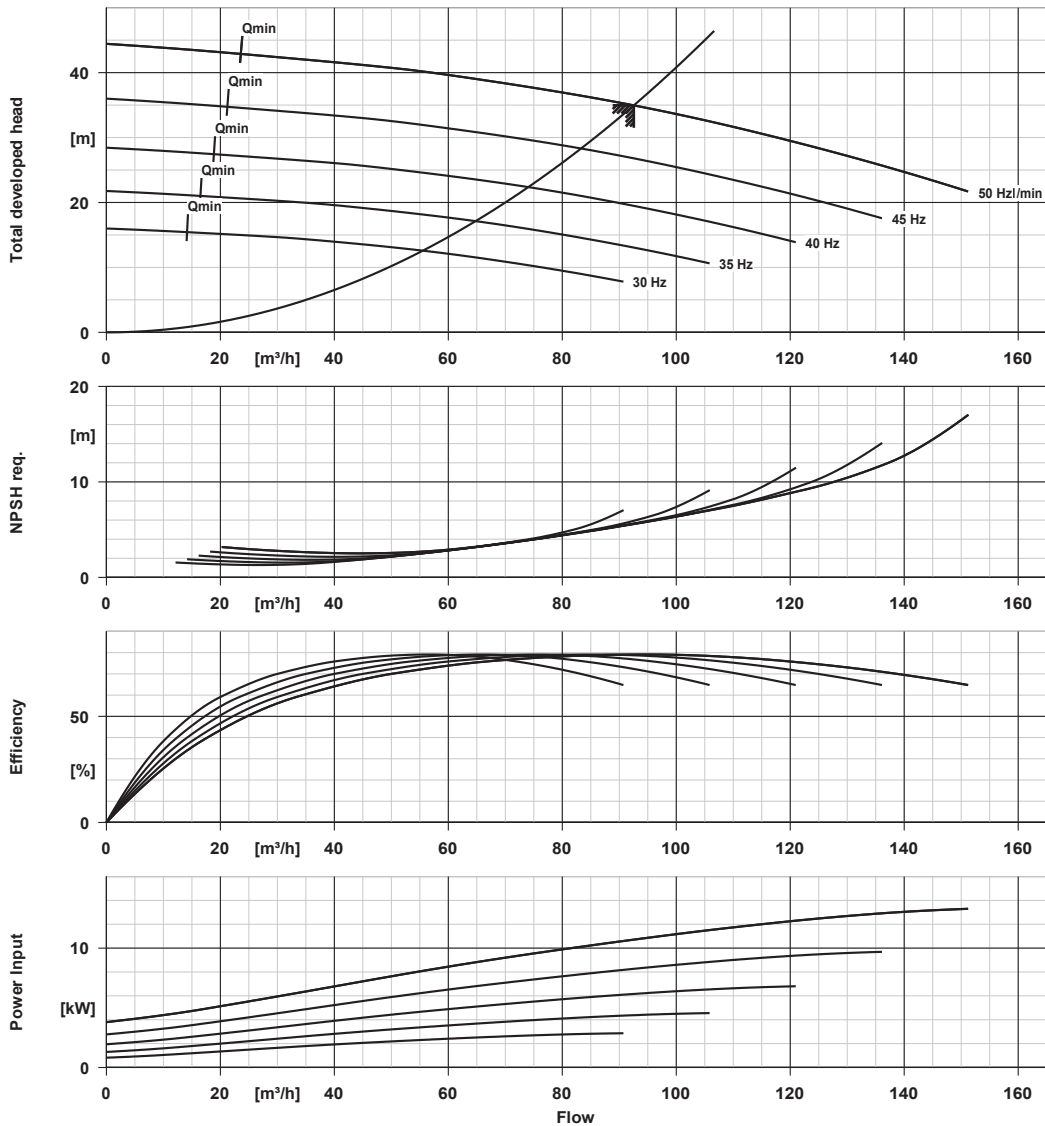 Qmin
40
Qmin
[m]
Qmin
Qmin
20
Qmin
50 Hzl/min
45 Hz
40 Hz
35 Hz
30 Hz
0
Total developed head
0 20 [m³/h] 40 60 80 100 120 140 160
20
[m]
10
0
NPSH req.
0 20 [m³/h] 40 60 80 100 120 140 160
50
[%]
0
Efficiency
0 20 [m³/h] 40 60 80 100 120 140 160
10
[kW]
0
Power Input
0 20 [m³/h] 40 60 80 100 120 140 160
Flow